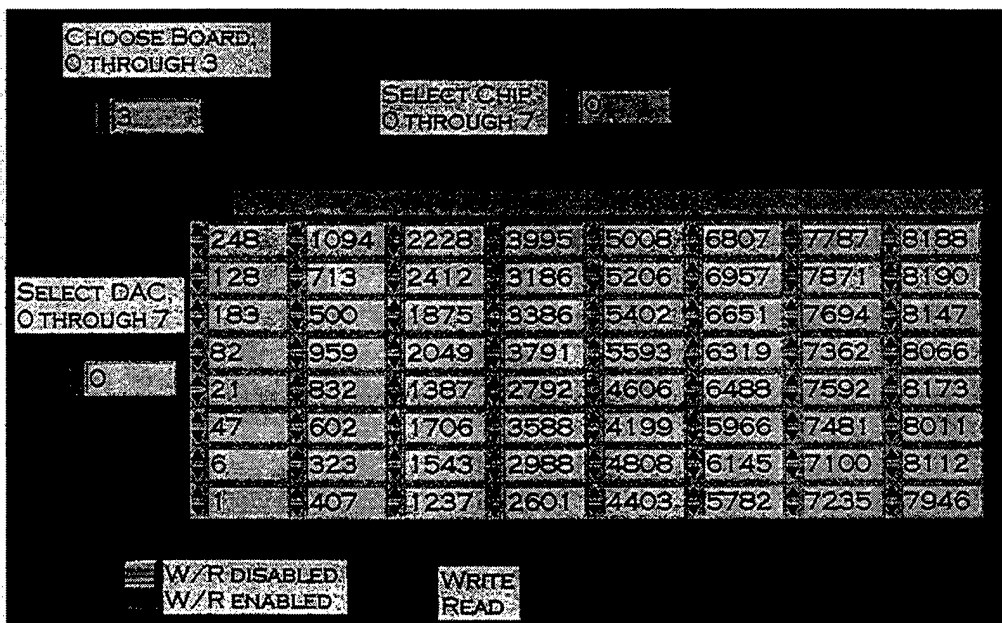 CHOOSE BOARD,
0 THROUGH 3
3
SELECT CHIP,
0 THROUGH 7
0
248 1094 2228 3995 5008 6807 7787 8188
128 713 2412 3186 5206 6957 7871 8190
SELECT DAC,
0 THROUGH 7
183 500 1875 3386 5402 6651 7694 8147
82 959 2049 3791 5593 6319 7362 8066
0
21 832 1387 2792 4606 6488 7592 8173
47 602 1706 3588 4199 5966 7481 8011
6 323 1543 2988 4808 6145 7100 8112
1 407 1237 2601 4403 5782 7235 7946
W/R DISABLED
W/R ENABLED
WRITE
READ